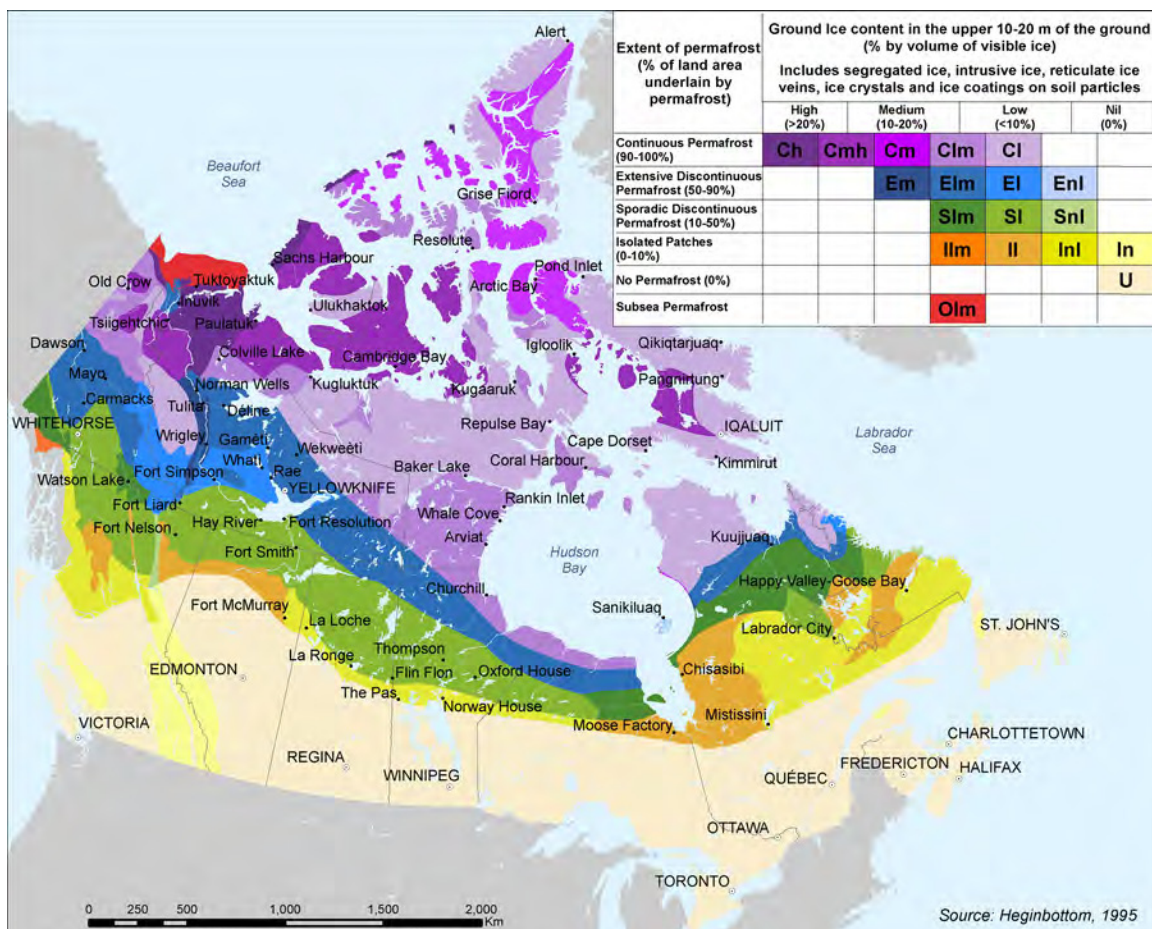 Extent of permafrost
(% of land area
underlain by
permafrost)
Ground Ice content in the upper 10-20 m of the ground
(% by volume of visible ice)
Includes segregated ice, intrusive ice, reticulate ice
veins, ice crystals and ice coatings on soil particles
High
(>20%)
Medium
(10-20%)
Low
(<10%)
Nil
(0%)
Continuous Permafrost
(90-100%)
Ch
Cmh
Cm
Clm
Cl
Extensive Discontinuous
Permafrost (50-90%)
Em
Elm
El
Enl
Sporadic Discontinuous
Permafrost (10-50%)
Slm
Sl
Snl
Isolated Patches
(0-10%)
Ilm
Il
Inl
In
No Permafrost (0%)
U
Subsea Permafrost
Olm
Alert
Beaufort
Sea
Grise Fiord
Resolute
Sachs Harbour
Pond Inlet
Old Crow
Tuktoyaktuk
Arctic Bay
Inuvik
Ulukhaktok
Tsiigehtchic
Paulatuk
Dawson
Colville Lake
Cambridge Bay
Igloolik
Qikiqtarjuaq
Mayo
Norman Wells
Kugluktuk
Kugaaruk
Pangnirtung
Carmacks
Tulita
Déline
WHITEHORSE
Wrigley
Gamèti
Repulse Bay
IQALUIT
Labrador
Sea
Wekweèti
Cape Dorset
Whati
Baker Lake
Coral Harbour
Kimmirut
Watson Lake
Fort Simpson
Rae
YELLOWKNIFE
Rankin Inlet
Fort Liard
Whale Cove
Fort Nelson
Hay River
Fort Resolution
Arviat
Kuujjuaq
Fort Smith
Hudson
Bay
Happy Valley-Goose Bay
Churchill
Fort McMurray
Sanikiluaq
La Loche
Labrador City
ST. JOHN'S
Thompson
La Ronge
EDMONTON
Flin Flon
Oxford House
Chisasibi
The Pas
Norway House
VICTORIA
Moose Factory
Mistissini
CHARLOTTETOWN
REGINA
WINNIPEG
QUÉBEC
FREDERICTON
HALIFAX
OTTAWA
TORONTO
0 250 500 1,000 1,500 2,000
Km
Source: Heginbottom, 1995